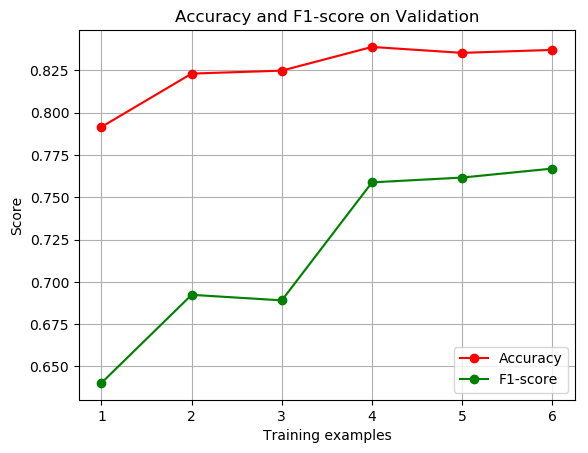 Accuracy and F1-score on Validation
0.825
0.800
0.775
0.750
0.725
0.700
0.675
0.650
Score
1 2 3 4 5 6
Training examples
Accuracy
F1-score